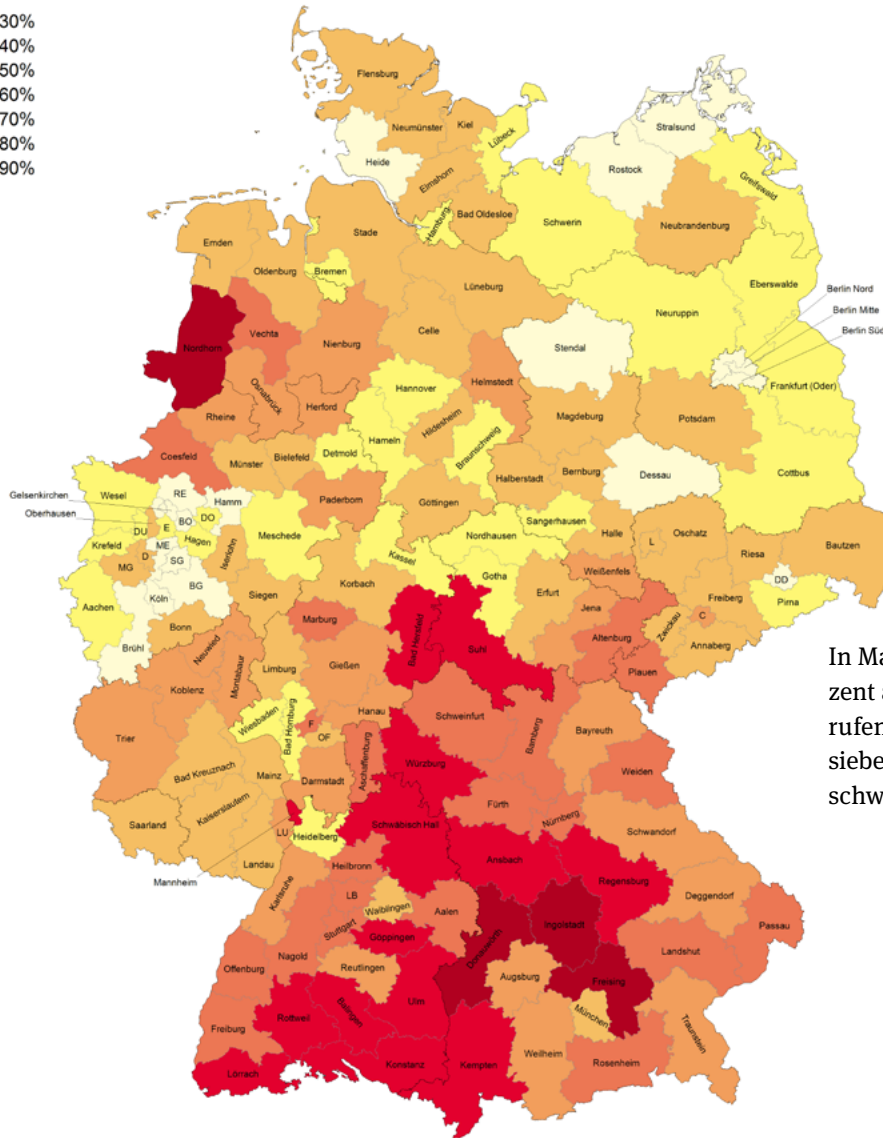 30%
40%
50%
60%
70%
80%
90%
Flensburg
Neumünster
Kiel
Lübeck
Heide
Elmshorn
Hamburg
Bad Oldesloe
Stralsund
Rostock
Greifswald
Schwerin
Neubrandenburg
Emden
Stade
Oldenburg
Bremen
Lüneburg
Eberswalde
Neuruppin
Berlin Nord
Berlin Mitte
Berlin Süd
Nordhorn
Vechta
Nienburg
Celle
Stendal
Frankfurt (Oder)
Osnabrück
Hannover
Helmstedt
Rheine
Herford
Hildesheim
Magdeburg
Potsdam
Hameln
Braunschweig
Coesfeld
Münster
Bielefeld
Detmold
Halberstadt
Bernburg
Dessau
Cottbus
Gelsenkirchen
Oberhausen
Wesel
RE
Hamm
Paderborn
Göttingen
DU
E
BO
DO
Krefeld
ME
Hagen
Meschede
Nordhausen
Sangerhausen
Halle
L
Oschatz
Riesa
Bautzen
MG
D
SG
Iserlohn
Kassel
Gotha
Weißenfels
DD
Köln
BG
Aachen
Siegen
Korbach
Erfurt
Jena
Freiberg
Pirna
Bonn
Marburg
Bad Hersfeld
Suhl
Altenburg
Zwickau
C
Annaberg
Brühl
Neuwied
Montabaur
Limburg
Gießen
Plauen
Koblenz
Hanau
Schweinfurt
Bamberg
Bayreuth
Wiesbaden
Bad Homburg
F
OF
Trier
Aschaffenburg
Würzburg
Weiden
Bad Kreuznach
Mainz
Darmstadt
Fürth
Nürnberg
Saarland
Kaiserslautern
LU
Heidelberg
Schwäbisch Hall
Schwandorf
Landau
Mannheim
Heilbronn
Ansbach
Regensburg
Karlsruhe
LB
Waiblingen
Aalen
Deggendorf
Stuttgart
Göppingen
Donauwörth
Ingolstadt
Passau
Offenburg
Nagold
Reutlingen
Augsburg
Freising
Landshut
Freiburg
Rottweil
Balingen
Ulm
München
Traunstein
Weilheim
Rosenheim
Lörrach
Konstanz
Kempten
In Ma
zent
rufen
siebe
schw